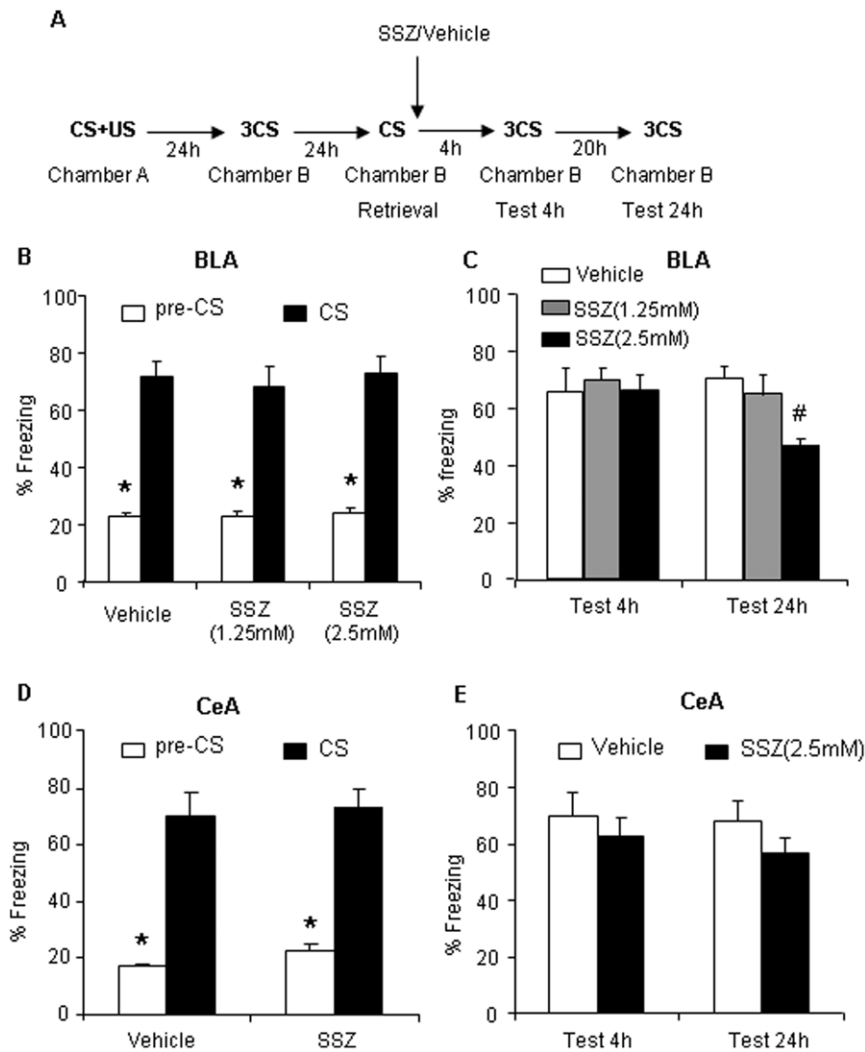 A
SSZ/Vehicle
CS+US 3CS CS 3CS 3CS
24h 24h 4h 20h
Chamber A Chamber B Chamber B Chamber B Chamber B
Retrieval Test 4h Test 24h
B BLA
pre-CS CS
% Freezing
100
80
60
40
20
0
* * *
Vehicle SSZ (1.25mM) SSZ (2.5mM)
C BLA
Vehicle
SSZ(1.25mM)
SSZ(2.5mM)
% freezing
100
80
60
40
20
0
#
Test 4h Test 24h
D CeA
pre-CS CS
% Freezing
100
80
60
40
20
0
* *
Vehicle SSZ
E CeA
Vehicle SSZ(2.5mM)
% Freezing
100
80
60
40
20
0
Test 4h Test 24h